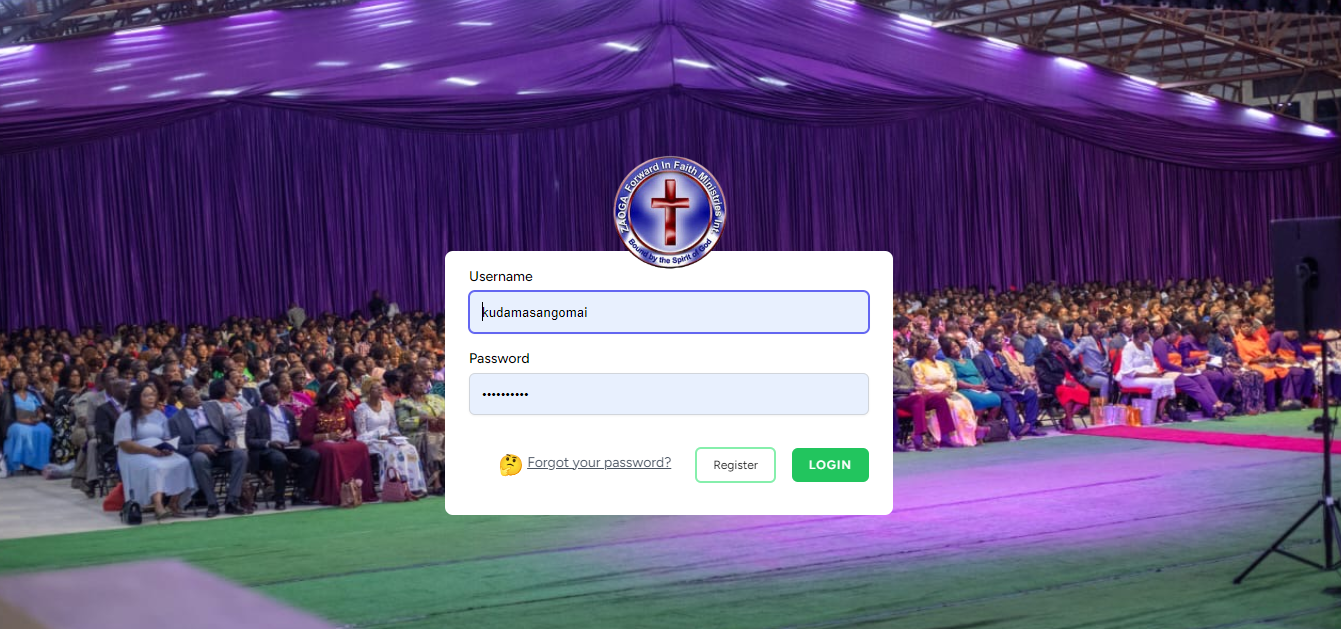 ZAOGA Forward In Faith Ministries Int.
Bound by the Spirit of God
Username
kudamasangomai
Password
••••••••••
🤔 Forgot your password?
Register
LOGIN